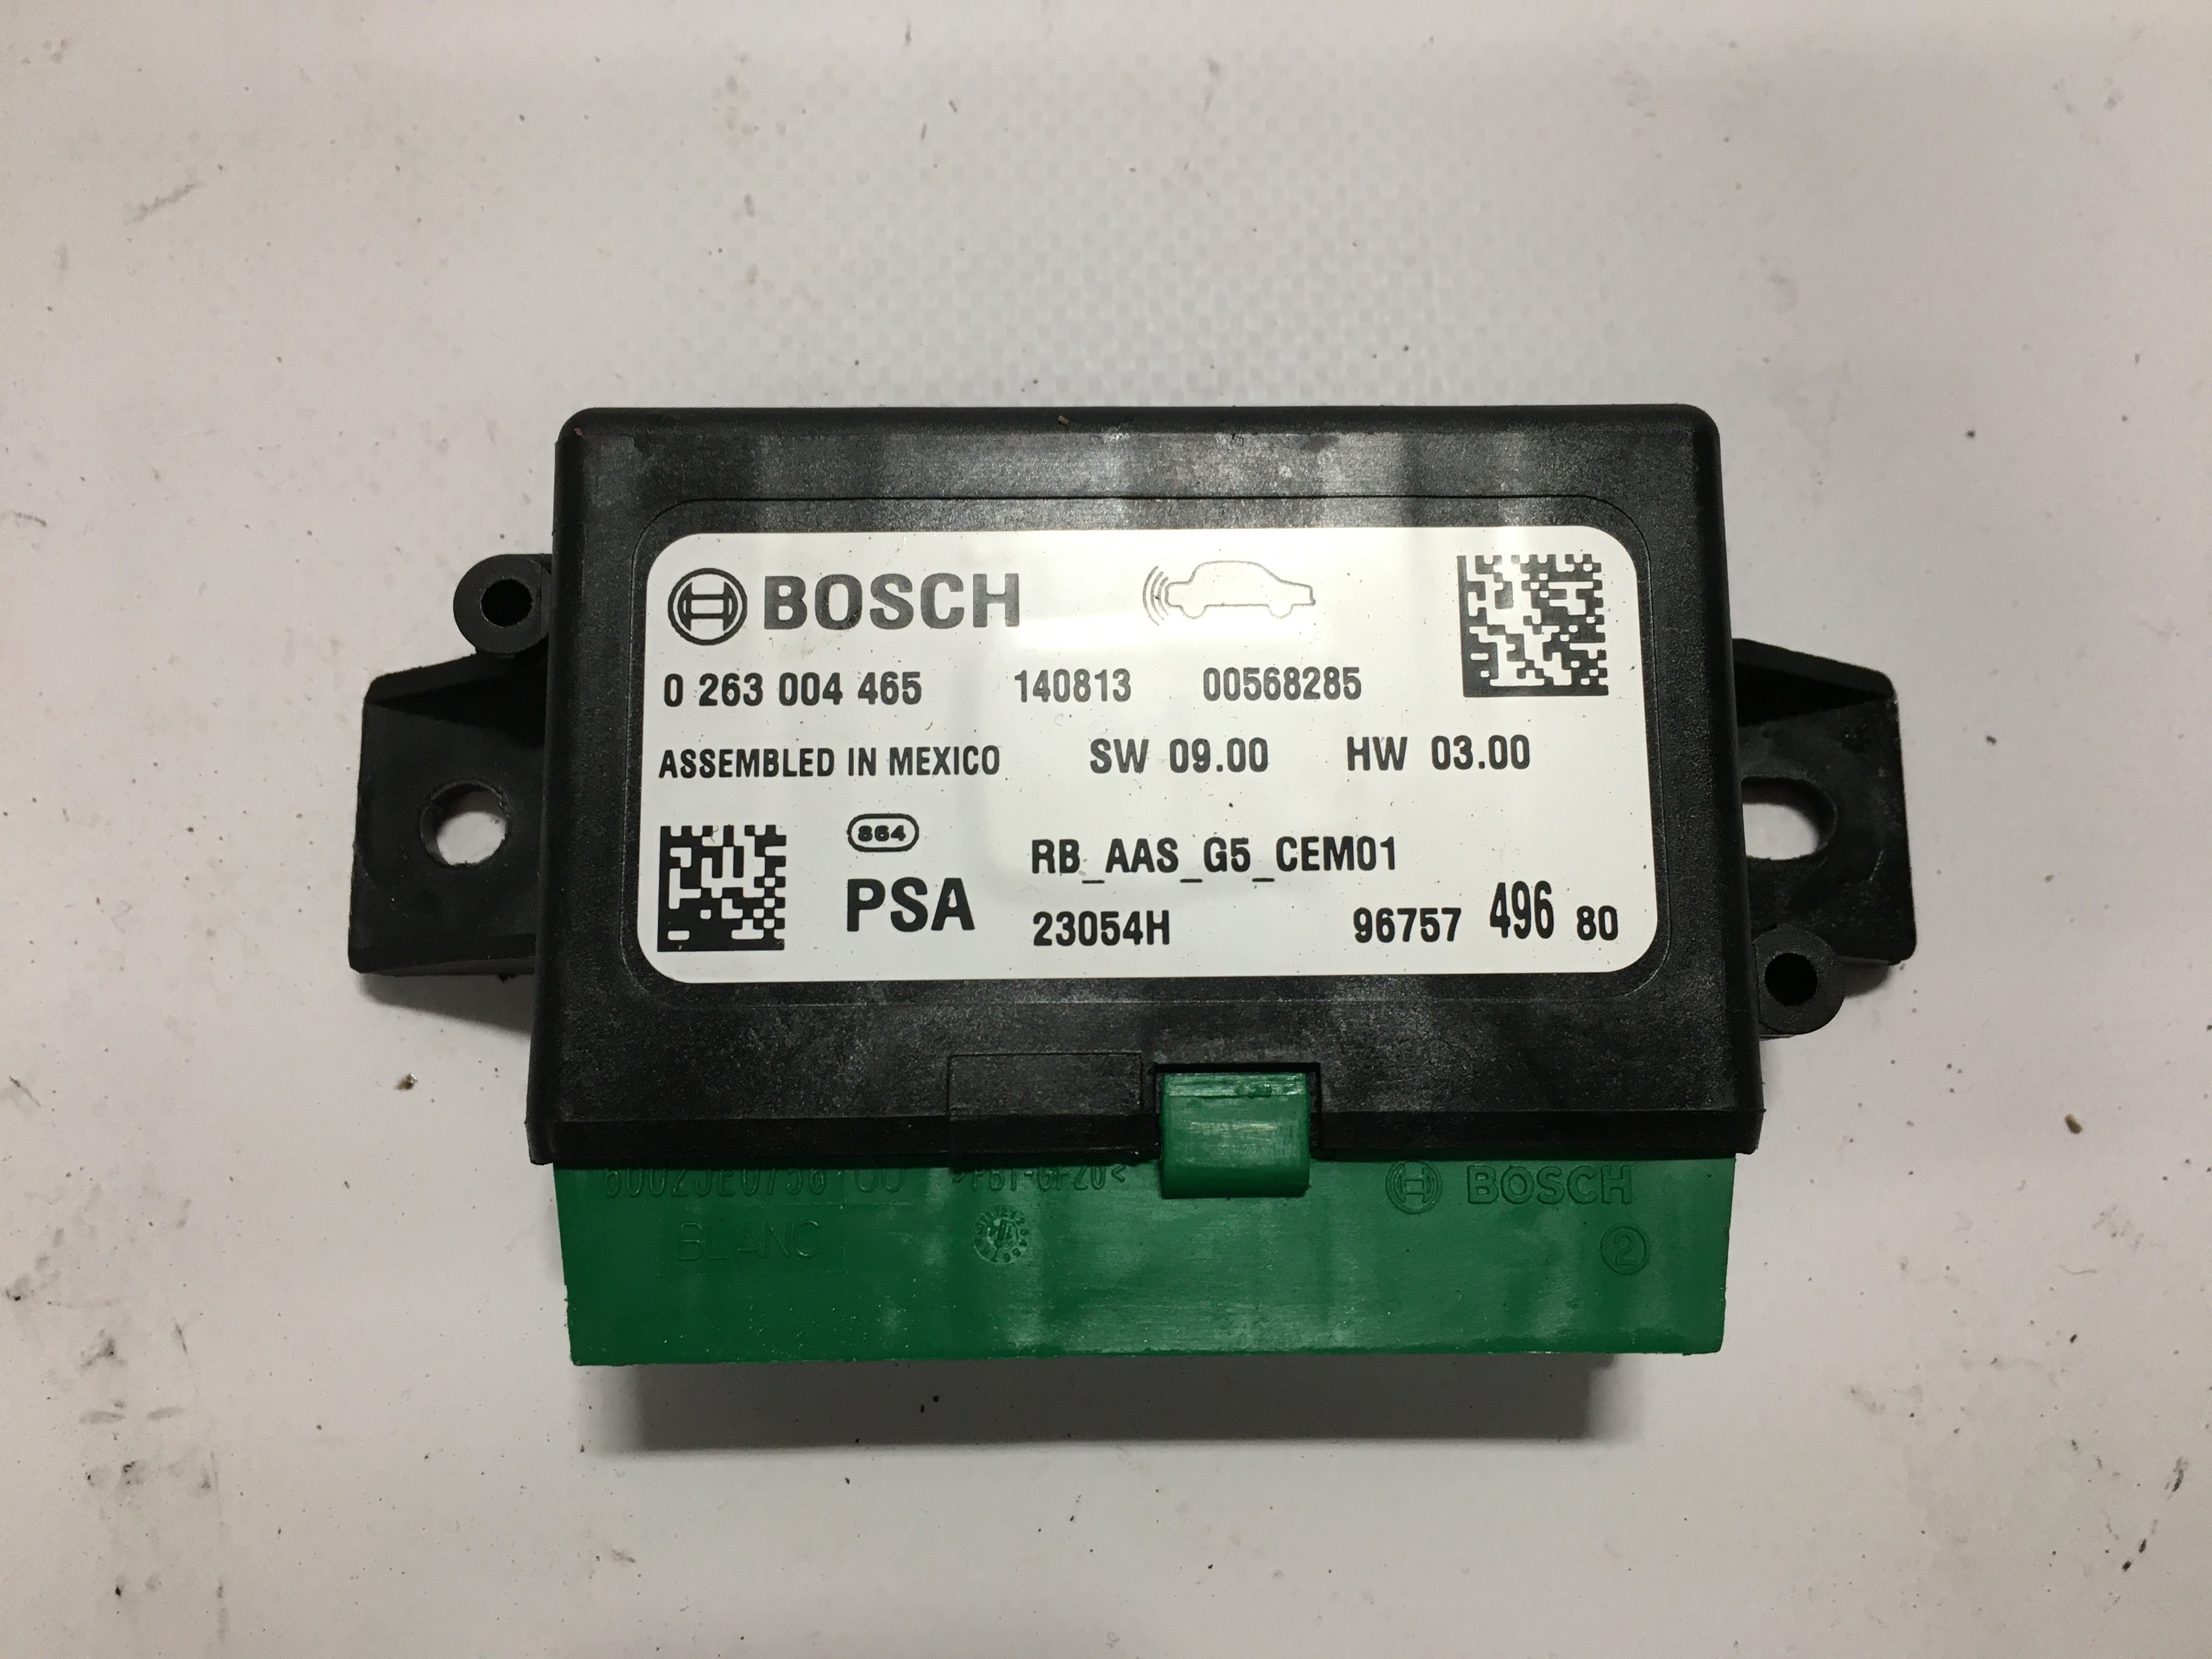 BOSCH
0 263 004 465 140813 00568285
ASSEMBLED IN MEXICO SW 09.00 HW 03.00
864
RB_AAS_G5_CEM01
PSA 23054H 96757 496 80
BOSCH
BLANC
2